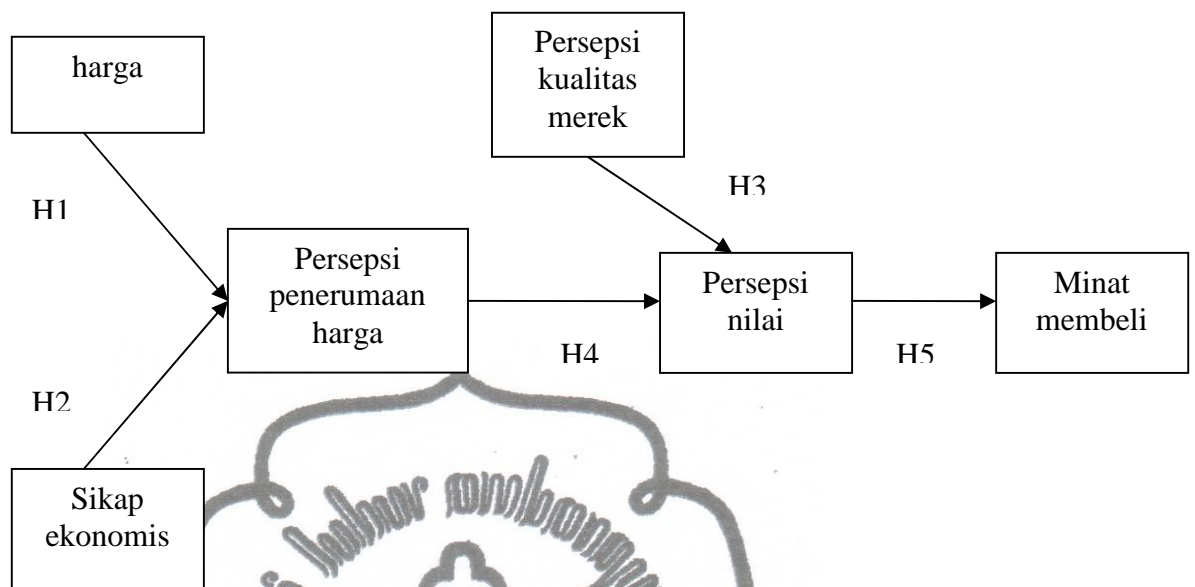 harga
Persepsi
kualitas
merek
H1
H3
Persepsi
penerumaan
harga
Persepsi
nilai
Minat
membeli
H4
H5
H2
Sikap
ekonomis